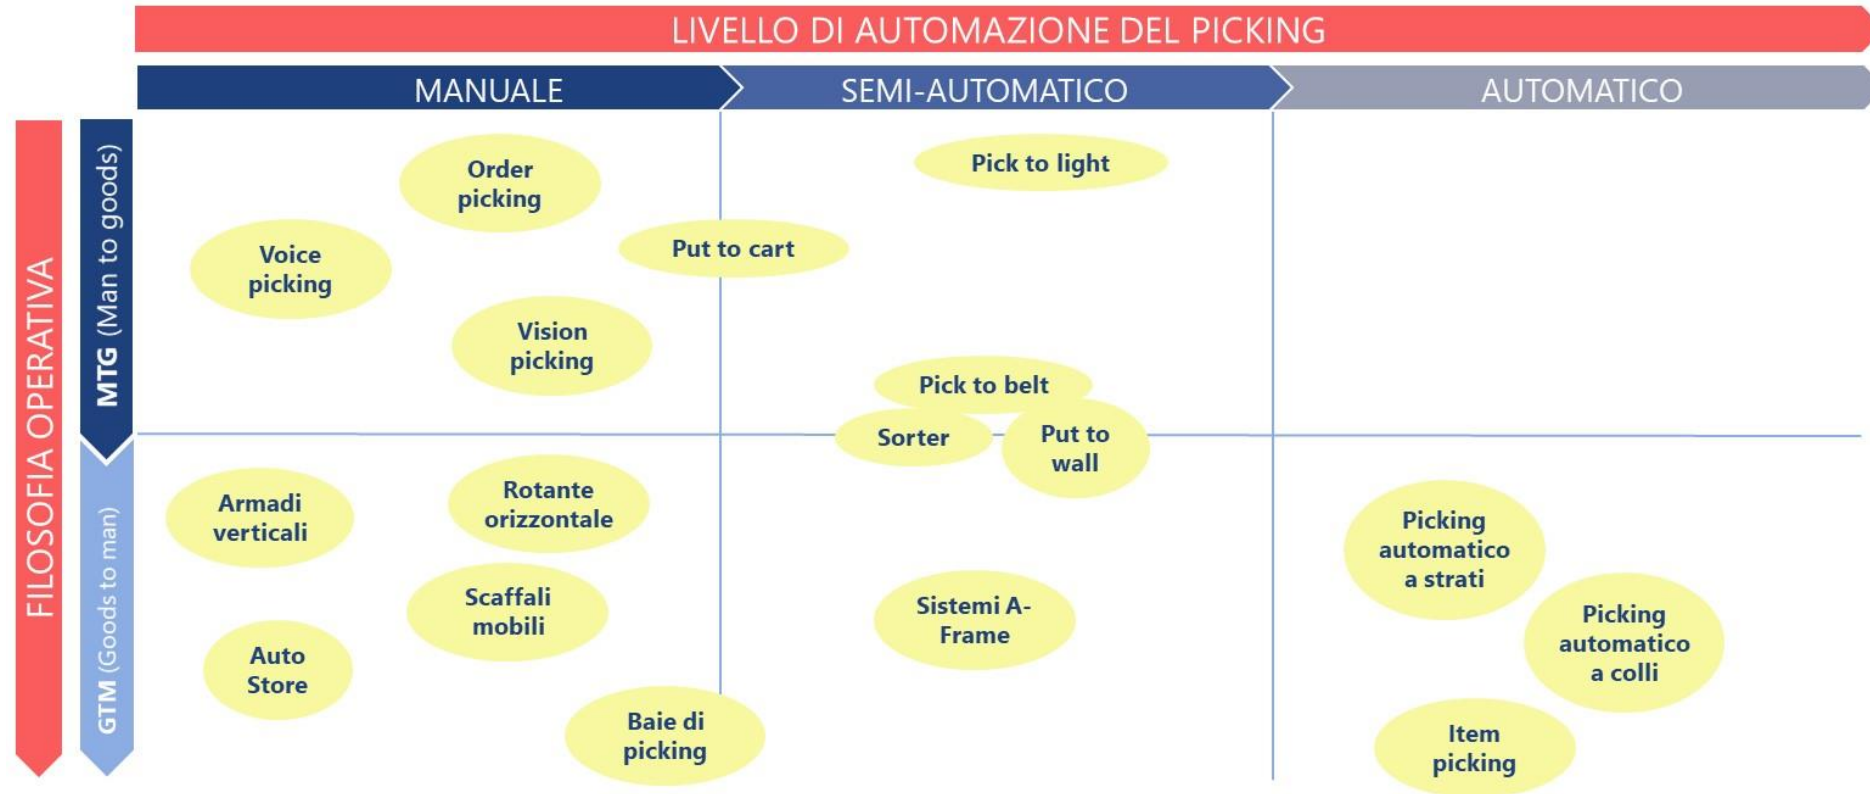 LIVELLO DI AUTOMAZIONE DEL PICKING
MANUALE
SEMI-AUTOMATICO
AUTOMATICO
FILOSOFIA OPERATIVA
MTG (Man to goods)
Order
picking
Pick to light
Voice
picking
Put to cart
Vision
picking
Pick to belt
Sorter
Put to
wall
GTM (Goods to man)
Armadi
verticali
Rotante
orizzontale
Scaffali
mobili
Auto
Store
Baie di
picking
Sistemi A-
Frame
Picking
automatico
a strati
Picking
automatico
a colli
Item
picking